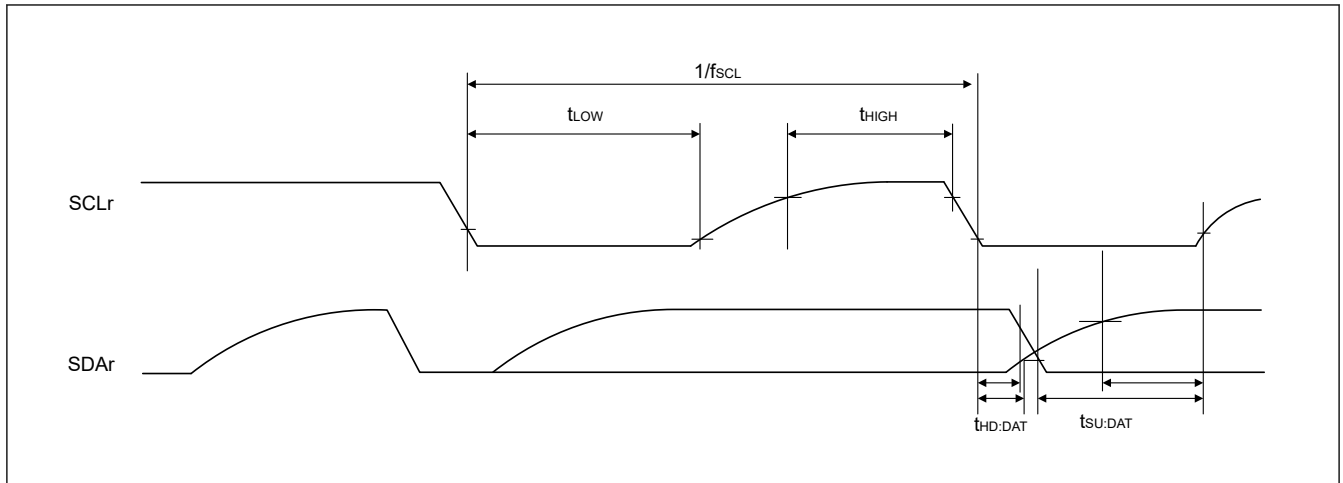 1/fSCL
tLOW
tHIGH
SCLr
SDAr
tHD:DAT
tSU:DAT